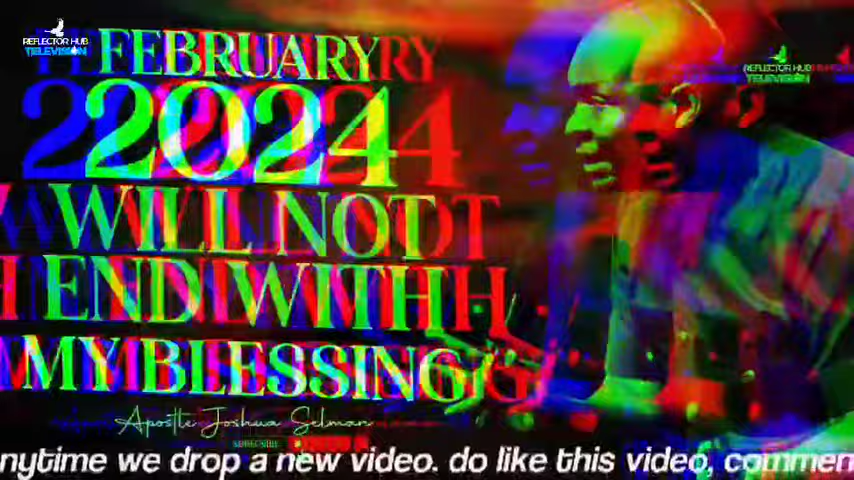 REFLECTOR HUB
TELEVISION
REFLECTOR HUB
TELEVISION
FEBRUARY
2024
WILL NOT
END WITH
MY BLESSING
Apostle Joshua Selman
SUBSCRIBE
nytime we drop a new video. do like this video, commen